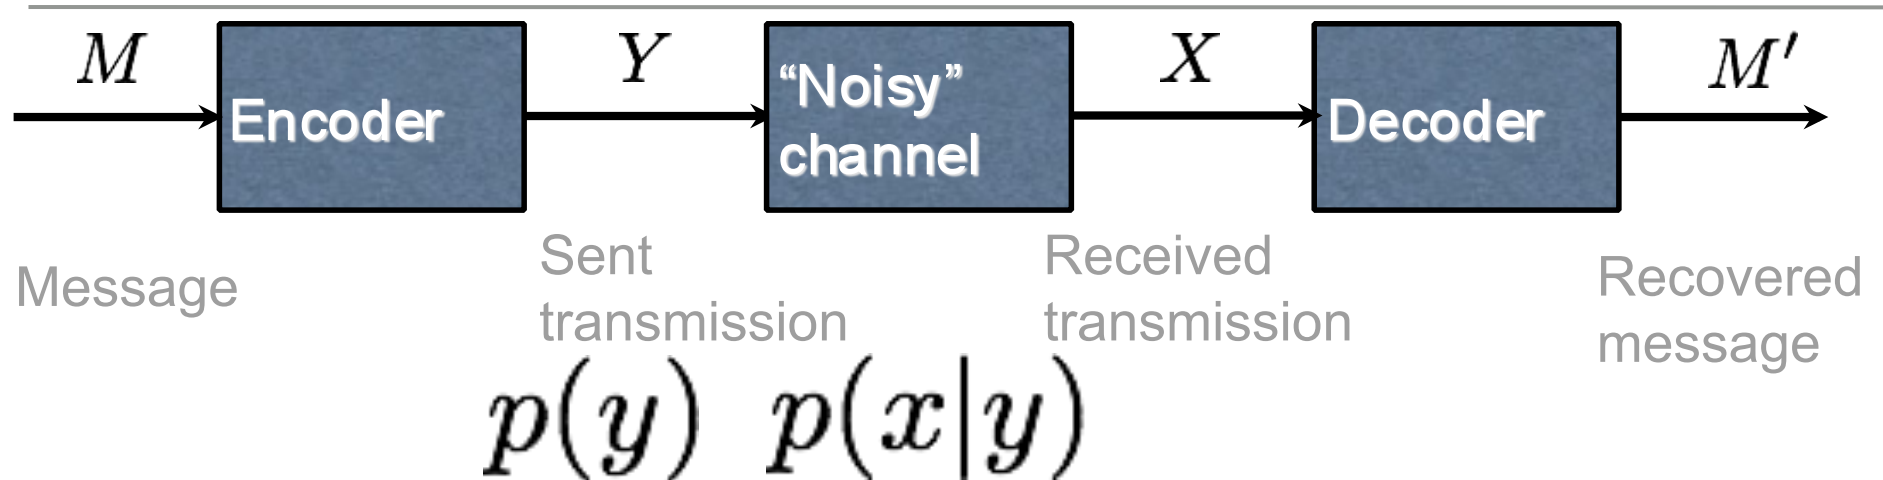 M Y X M′
Encoder "Noisy" channel Decoder
Message
Sent transmission
Received transmission
Recovered message
p(y) p(x|y)